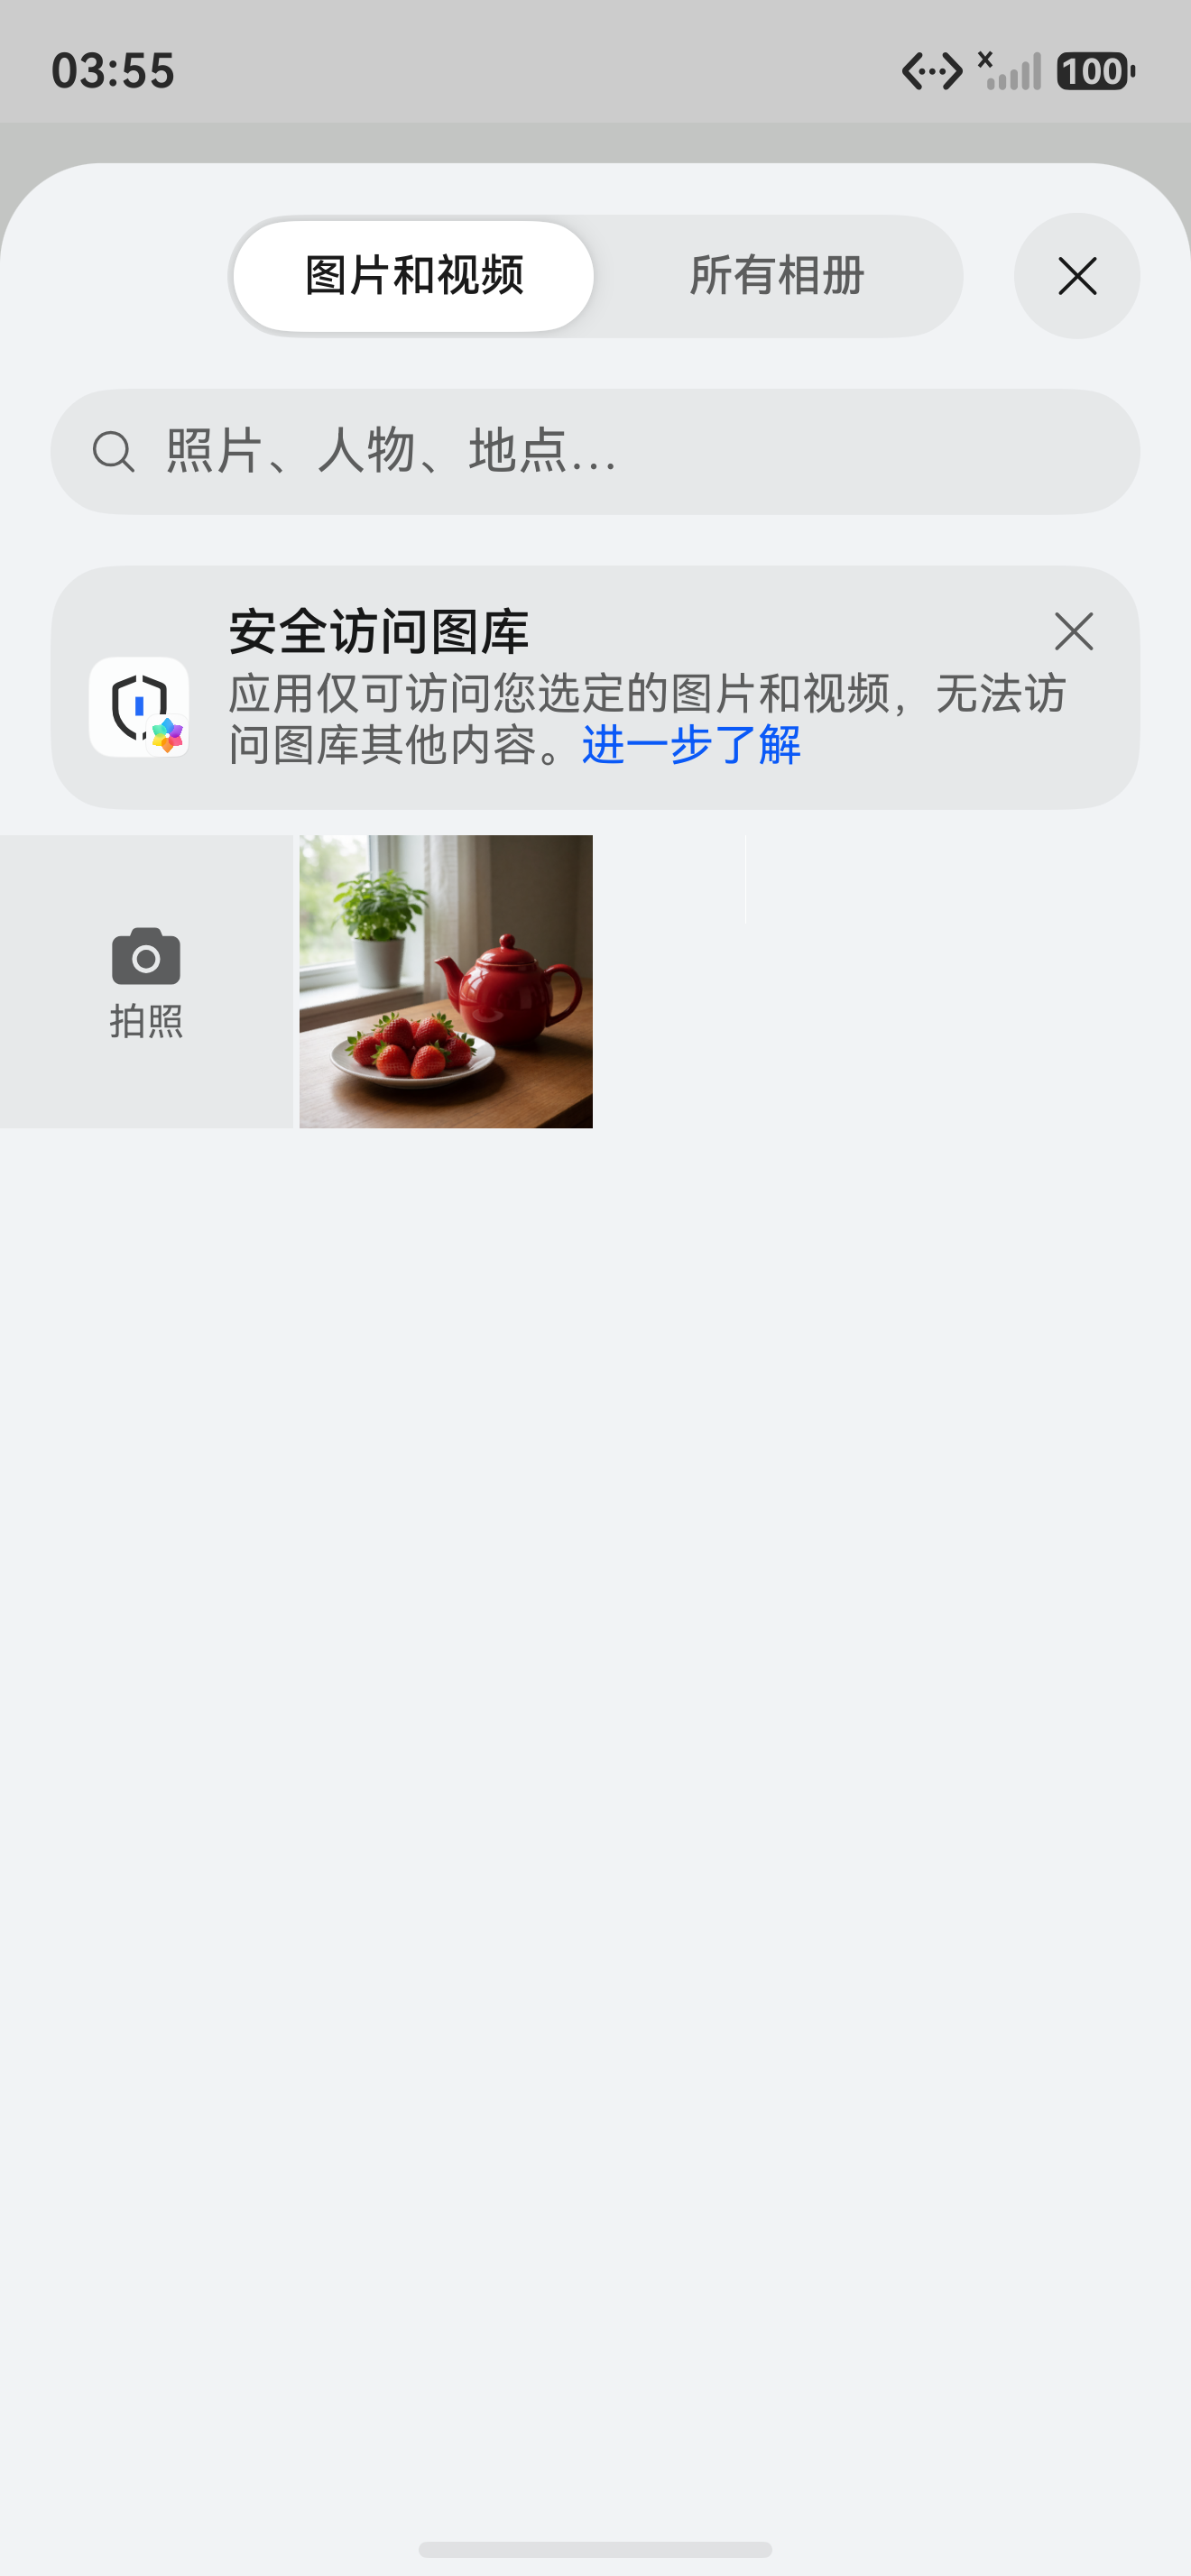 03:55
100
图片和视频
所有相册
照片、人物、地点...
安全访问图库
应用仅可访问您选定的图片和视频，无法访
问图库其他内容。进一步了解
拍照